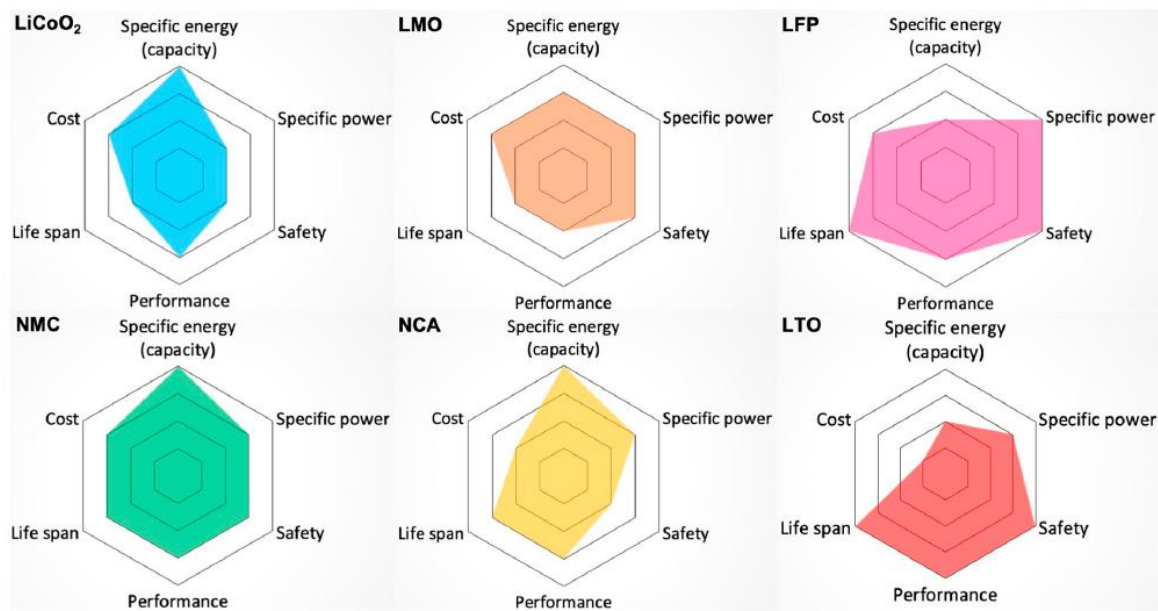 LiCoO₂
Specific energy
(capacity)
Cost
Specific power
Life span
Safety
Performance
LMO
Specific energy
(capacity)
Cost
Specific power
Life span
Safety
Performance
LFP
Specific energy
(capacity)
Cost
Specific power
Life span
Safety
Performance
NMC
Specific energy
(capacity)
Cost
Specific power
Life span
Safety
Performance
NCA
Specific energy
(capacity)
Cost
Specific power
Life span
Safety
Performance
LTO
Specific energy
(capacity)
Cost
Specific power
Life span
Safety
Performance